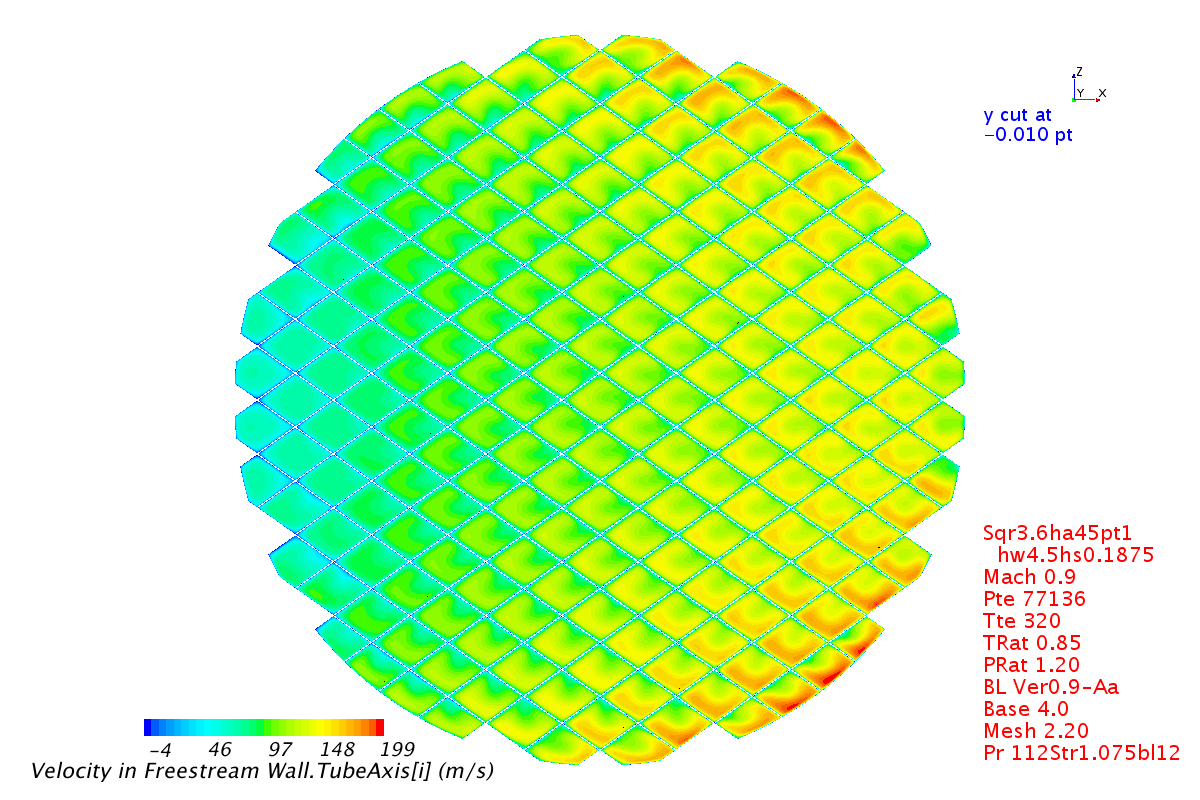 Z
Y X
y cut at
−0.010 pt
Sqr3.6ha45pt1
hw4.5hs0.1875
Mach 0.9
Pte 77136
Tte 320
TRat 0.85
PRat 1.20
BL Ver0.9−Aa
Base 4.0
Mesh 2.20
Pr 112Str1.075bl12
−4 46 97 148 199
Velocity in Freestream Wall.TubeAxis[i] (m/s)